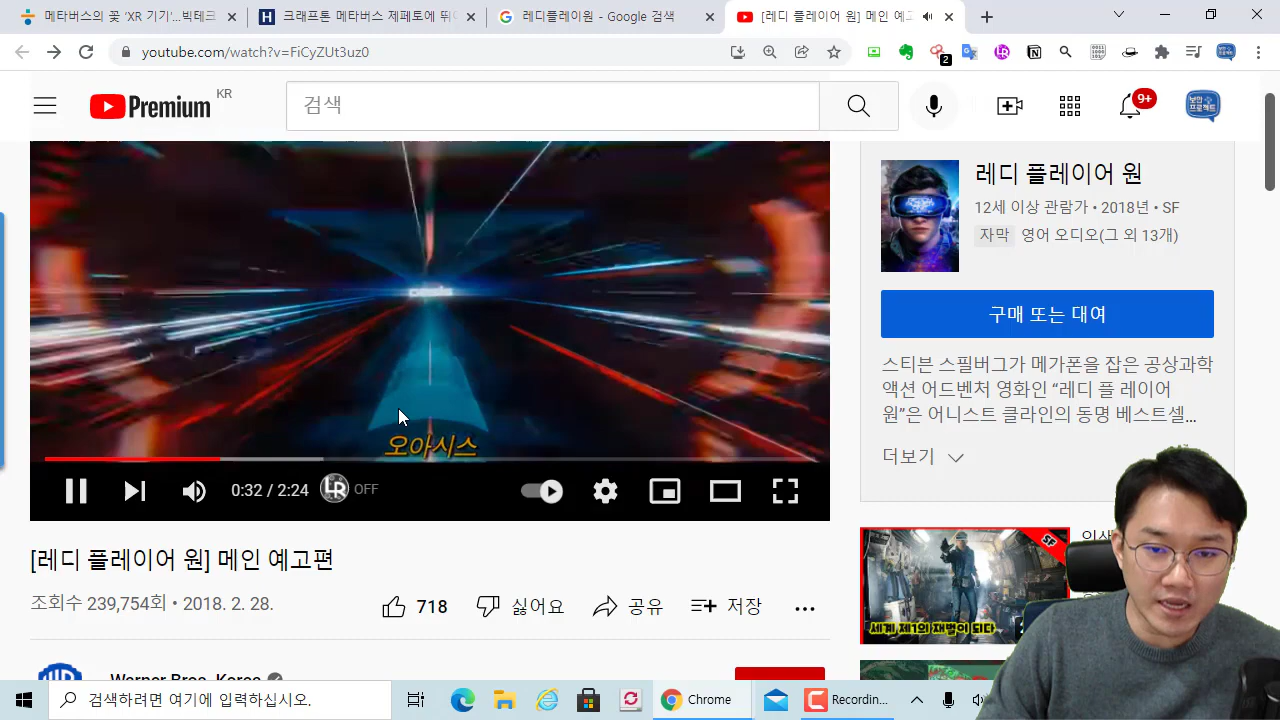 메타버스의 꽃 'XR 기기'...빅테크
크래프톤 메타버스 제페토에 뛰
레디플레이원 - Google 검색
[레디 플레이어 원] 메인 예고
youtube.com/watch?v=FiCyZUt3uz0
2
Premium KR
검색
9+
보안
프로젝트
오아시스
0:32 / 2:24
LR OFF
[레디 플레이어 원] 메인 예고편
조회수 239,754회 • 2018. 2. 28.
718
싫어요
공유
저장
Warner Bros. Korea
레디 플레이어 원
12세 이상 관람가 • 2018년 • SF
자막 영어 오디오(그 외 13개)
구매 또는 대여
스티븐 스필버그가 메가폰을 잡은 공상과학
액션 어드벤처 영화인 “레디 플 레이어
원”은 어니스트 클라인의 동명 베스트셀...
더보기
SF
세계 제1의 재벌이 되다
검색하려면 여기에 입력하십시오.
Chrome
Recordin...